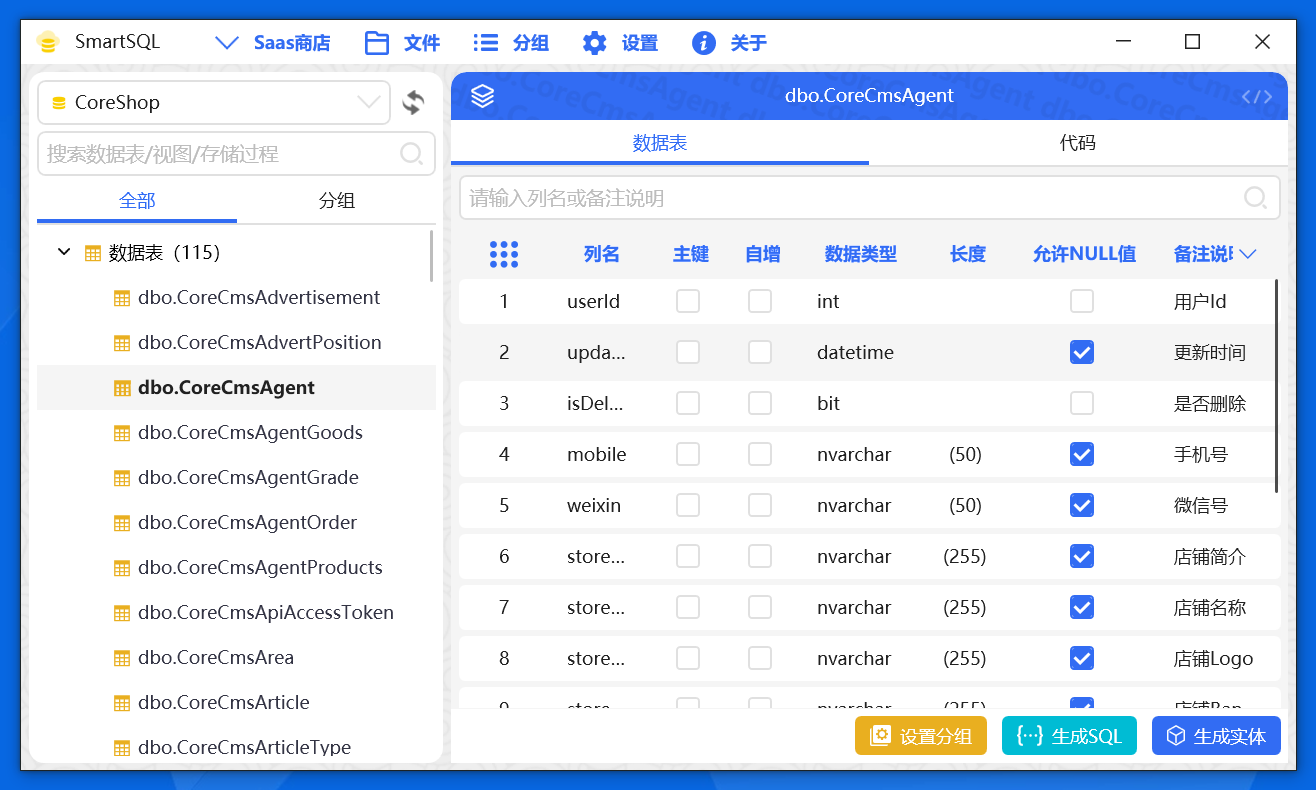 SmartSQL Saas商店 文件 分组 设置 关于
CoreShop
搜索数据表/视图/存储过程
全部 分组
数据表（115）
dbo.CoreCmsAdvertisement
dbo.CoreCmsAdvertPosition
dbo.CoreCmsAgent
dbo.CoreCmsAgentGoods
dbo.CoreCmsAgentGrade
dbo.CoreCmsAgentOrder
dbo.CoreCmsAgentProducts
dbo.CoreCmsApiAccessToken
dbo.CoreCmsArea
dbo.CoreCmsArticle
dbo.CoreCmsArticleType
dbo.CoreCmsAgent
数据表 代码
请输入列名或备注说明
列名 主键 自增 数据类型 长度 允许NULL值 备注说
1 userId int 用户Id
2 upda... datetime 更新时间
3 isDel... bit 是否删除
4 mobile nvarchar (50) 手机号
5 weixin nvarchar (50) 微信号
6 store... nvarchar (255) 店铺简介
7 store... nvarchar (255) 店铺名称
8 store... nvarchar (255) 店铺Logo
9 store... nvarchar (255) 店铺Ban
设置分组 生成SQL 生成实体